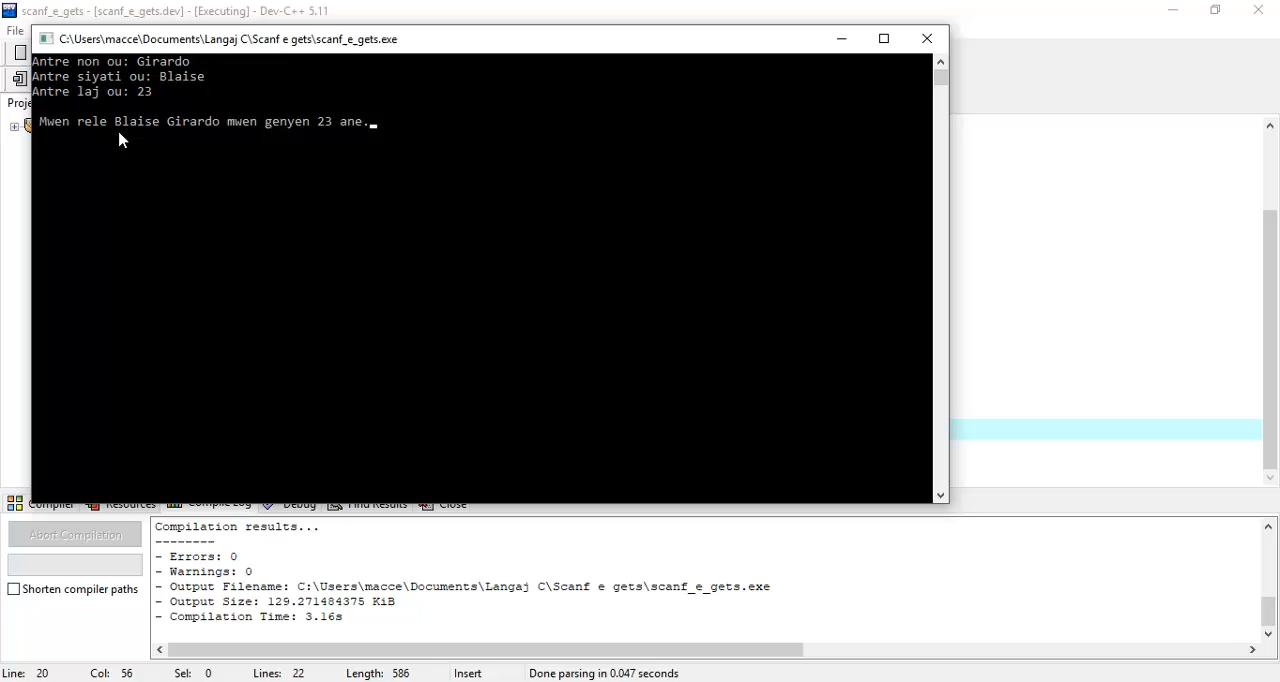 scanf_e_gets - [scanf_e_gets.dev] - [Executing] - Dev-C++ 5.11
File
C:\Users\macce\Documents\Langaj C\Scanf e gets\scanf_e_gets.exe
Antre non ou: Girardo
Antre siyati ou: Blaise
Antre laj ou: 23
Mwen rele Blaise Girardo mwen genyen 23 ane.
Proje
Compiler Resources Compile Log Debug Find Results Close
Abort Compilation
Shorten compiler paths
Compilation results...
--------
- Errors: 0
- Warnings: 0
- Output Filename: C:\Users\macce\Documents\Langaj C\Scanf e gets\scanf_e_gets.exe
- Output Size: 129.271484375 KiB
- Compilation Time: 3.16s
Line: 20 Col: 56 Sel: 0 Lines: 22 Length: 586 Insert Done parsing in 0.047 seconds